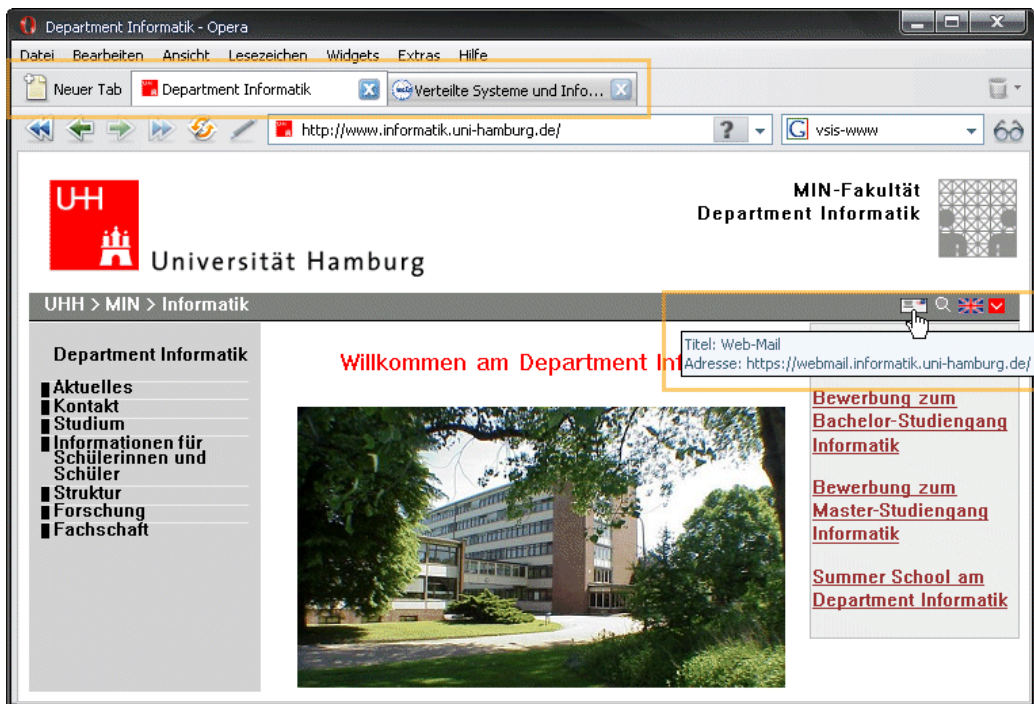 Department Informatik - Opera
Datei Bearbeiten Ansicht Lesezeichen Widgets Extras Hilfe
Neuer Tab Department Informatik Verteilte Systeme und Info...
http://www.informatik.uni-hamburg.de/ ? G vsis-www
UHH
Universität Hamburg
MIN-Fakultät
Department Informatik
UHH > MIN > Informatik
Titel: Web-Mail
Adresse: https://webmail.informatik.uni-hamburg.de/
Department Informatik
Aktuelles
Kontakt
Studium
Informationen für
Schülerinnen und
Schüler
Struktur
Forschung
Fachschaft
Willkommen am Department Inf
Bewerbung zum
Bachelor-Studiengang
Informatik
Bewerbung zum
Master-Studiengang
Informatik
Summer School am
Department Informatik